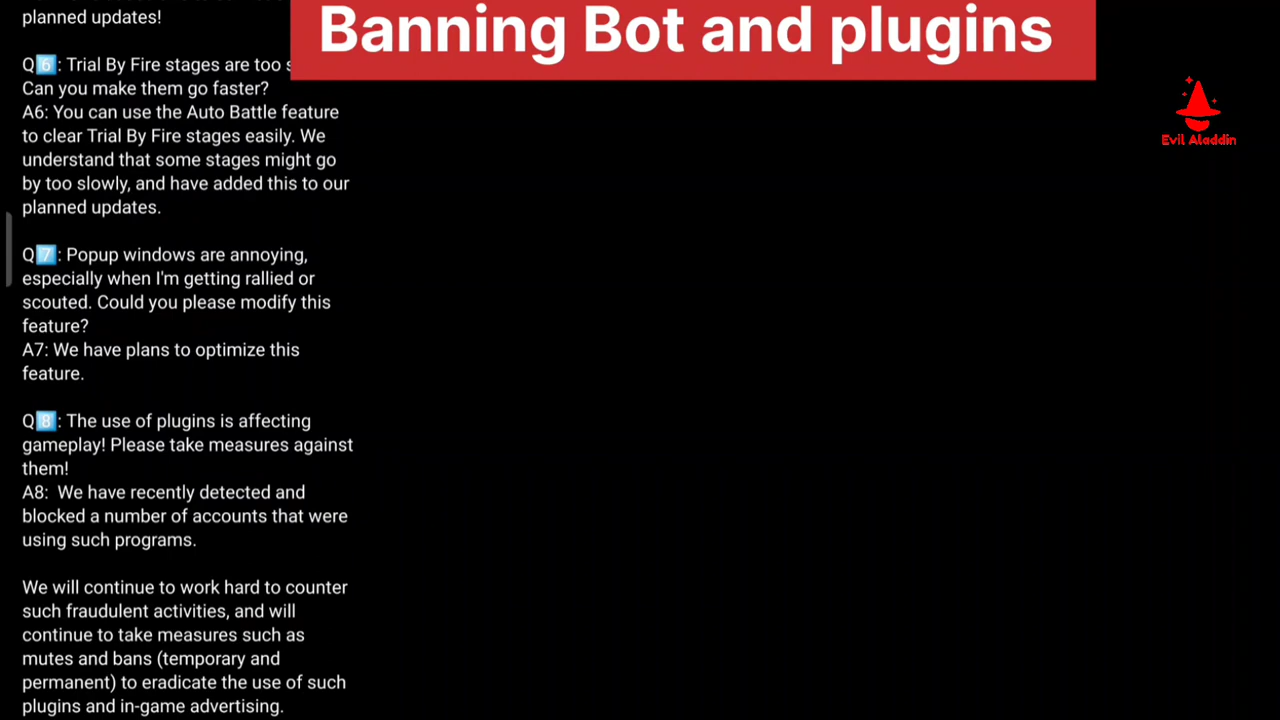 planned updates!
Banning Bot and plugins
Q6️⃣: Trial By Fire stages are too
Can you make them go faster?
A6: You can use the Auto Battle feature
to clear Trial By Fire stages easily. We
understand that some stages might go
by too slowly, and have added this to our
planned updates.
Q7️⃣: Popup windows are annoying,
especially when I'm getting rallied or
scouted. Could you please modify this
feature?
A7: We have plans to optimize this
feature.
Q8️⃣: The use of plugins is affecting
gameplay! Please take measures against
them!
A8: We have recently detected and
blocked a number of accounts that were
using such programs.
We will continue to work hard to counter
such fraudulent activities, and will
continue to take measures such as
mutes and bans (temporary and
permanent) to eradicate the use of such
plugins and in-game advertising.
Evil Aladdin